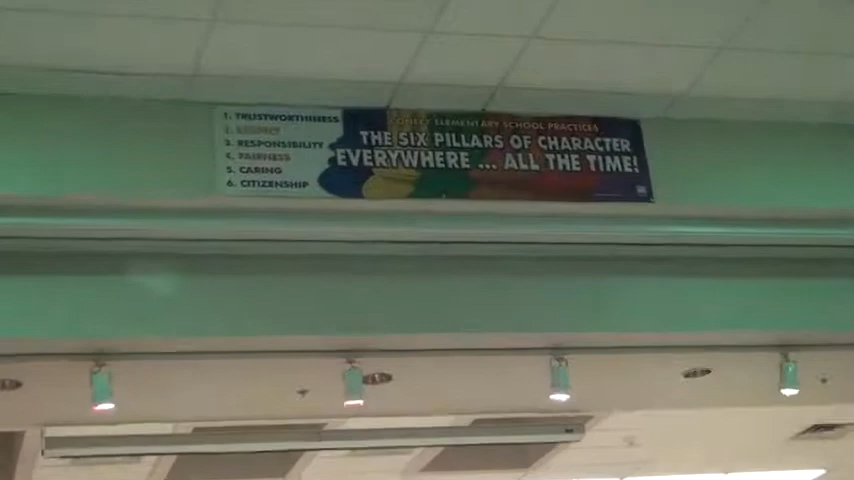 1. TRUSTWORTHINESS
2. RESPECT
3. RESPONSIBILITY
4. FAIRNESS
5. CARING
6. CITIZENSHIP
ELEMENTARY SCHOOL PRACTICES
THE SIX PILLARS OF CHARACTER
EVERYWHERE ... ALL THE TIME!